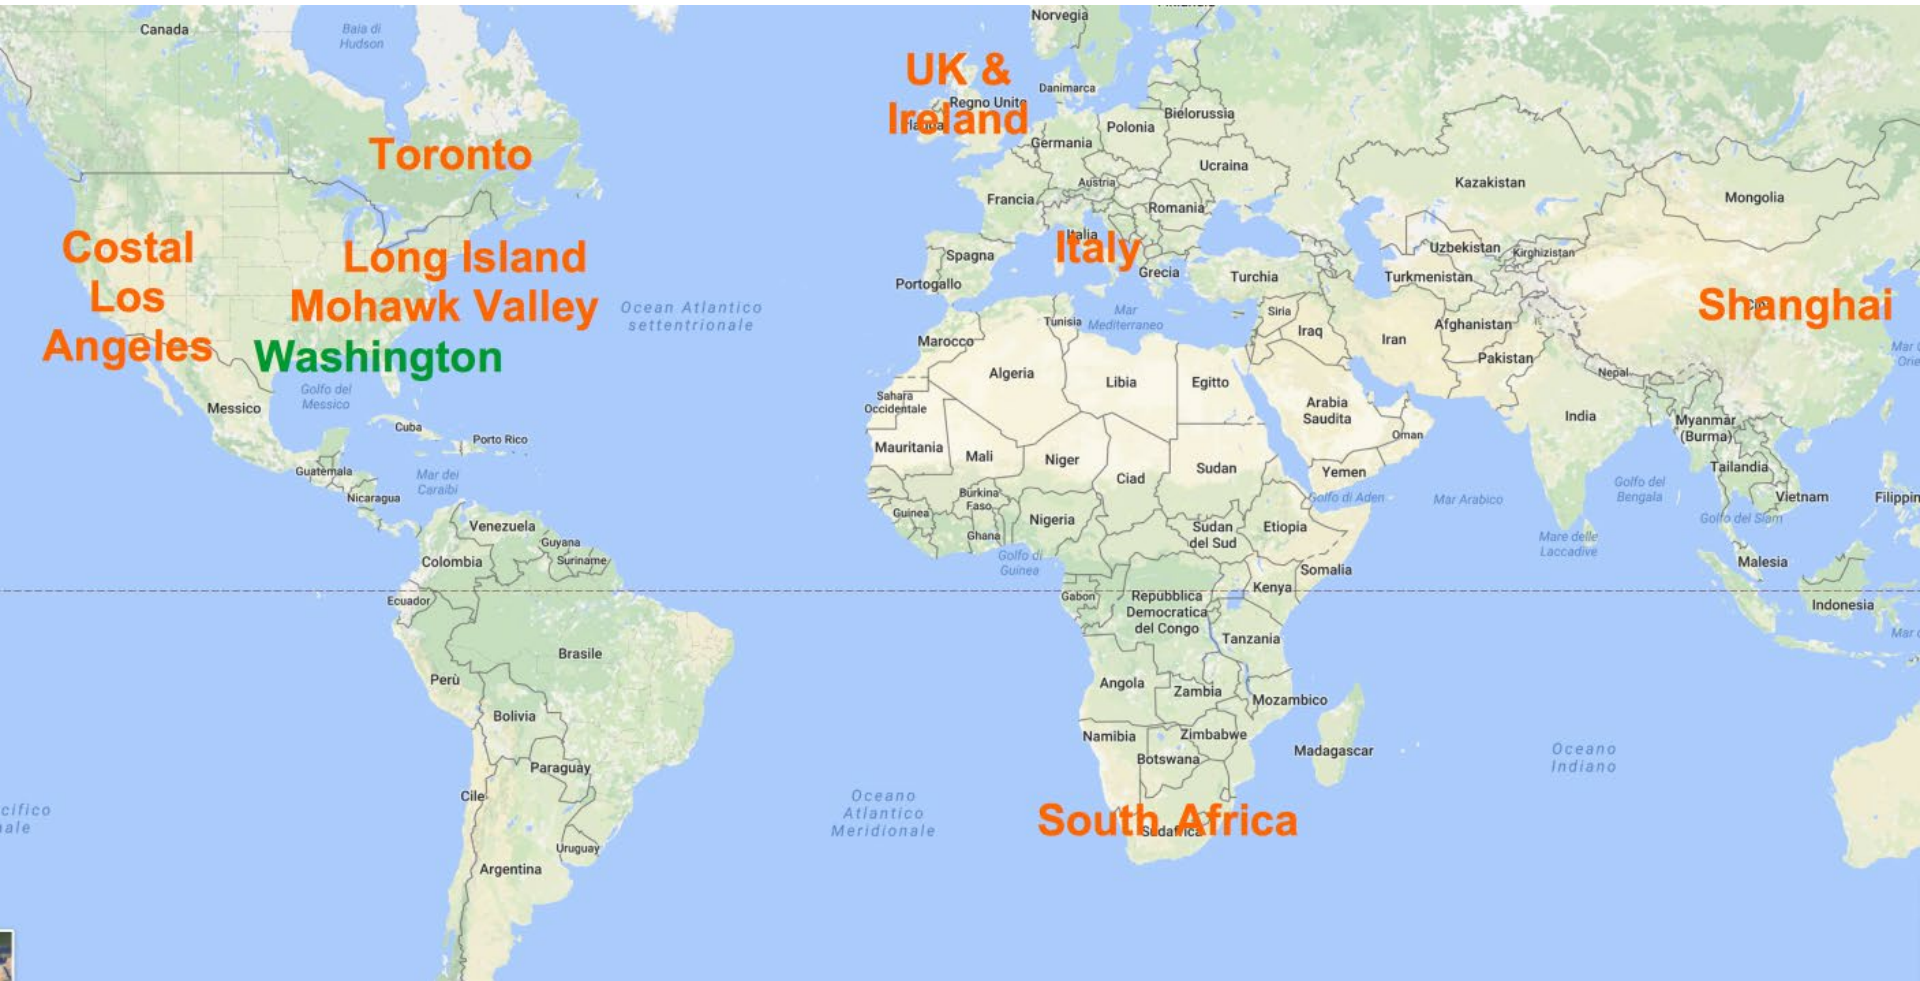 Norvegia
Canada
Baia di
Hudson
UK &
Ireland
Regno Unito
Danimarca
Bielorussia
Polonia
Germania
Toronto
Ucraina
Austria
Kazakistan
Francia
Romania
Mongolia
Costal
Los
Angeles
Long Island
Mohawk Valley
Washington
Italia
Italy
Uzbekistan
Kirghizistan
Spagna
Grecia
Turchia
Turkmenistan
Portogallo
Shanghai
Ocean Atlantico
settentrionale
Mar
Mediterraneo
Tunisia
Siria
Iraq
Iran
Afghanistan
Marocco
Pakistan
Nepal
Algeria
Libia
Egitto
Golfo del
Messico
Messico
Sahara
Occidentale
Arabia
Saudita
India
Myanmar
(Burma)
Cuba
Porto Rico
Oman
Mauritania
Mali
Niger
Ciad
Sudan
Yemen
Tailandia
Guatemala
Mar dei
Caraibi
Nicaragua
Burkina
Faso
Golfo di Aden
Mar Arabico
Golfo del
Bengala
Vietnam
Filippin
Guinea
Nigeria
Venezuela
Ghana
Sudan
del Sud
Etiopia
Golfo del Siam
Guyana
Suriname
Colombia
Golfo di
Guinea
Somalia
Mare delle
Laccadive
Malesia
Ecuador
Gabon
Repubblica
Democratica
del Congo
Kenya
Indonesia
Tanzania
Brasile
Perù
Angola
Zambia
Mozambico
Bolivia
Namibia
Zimbabwe
Botswana
Madagascar
Oceano
Indiano
Paraguay
Cile
Oceano
Atlantico
Meridionale
South Africa
Sudafrica
Uruguay
Argentina